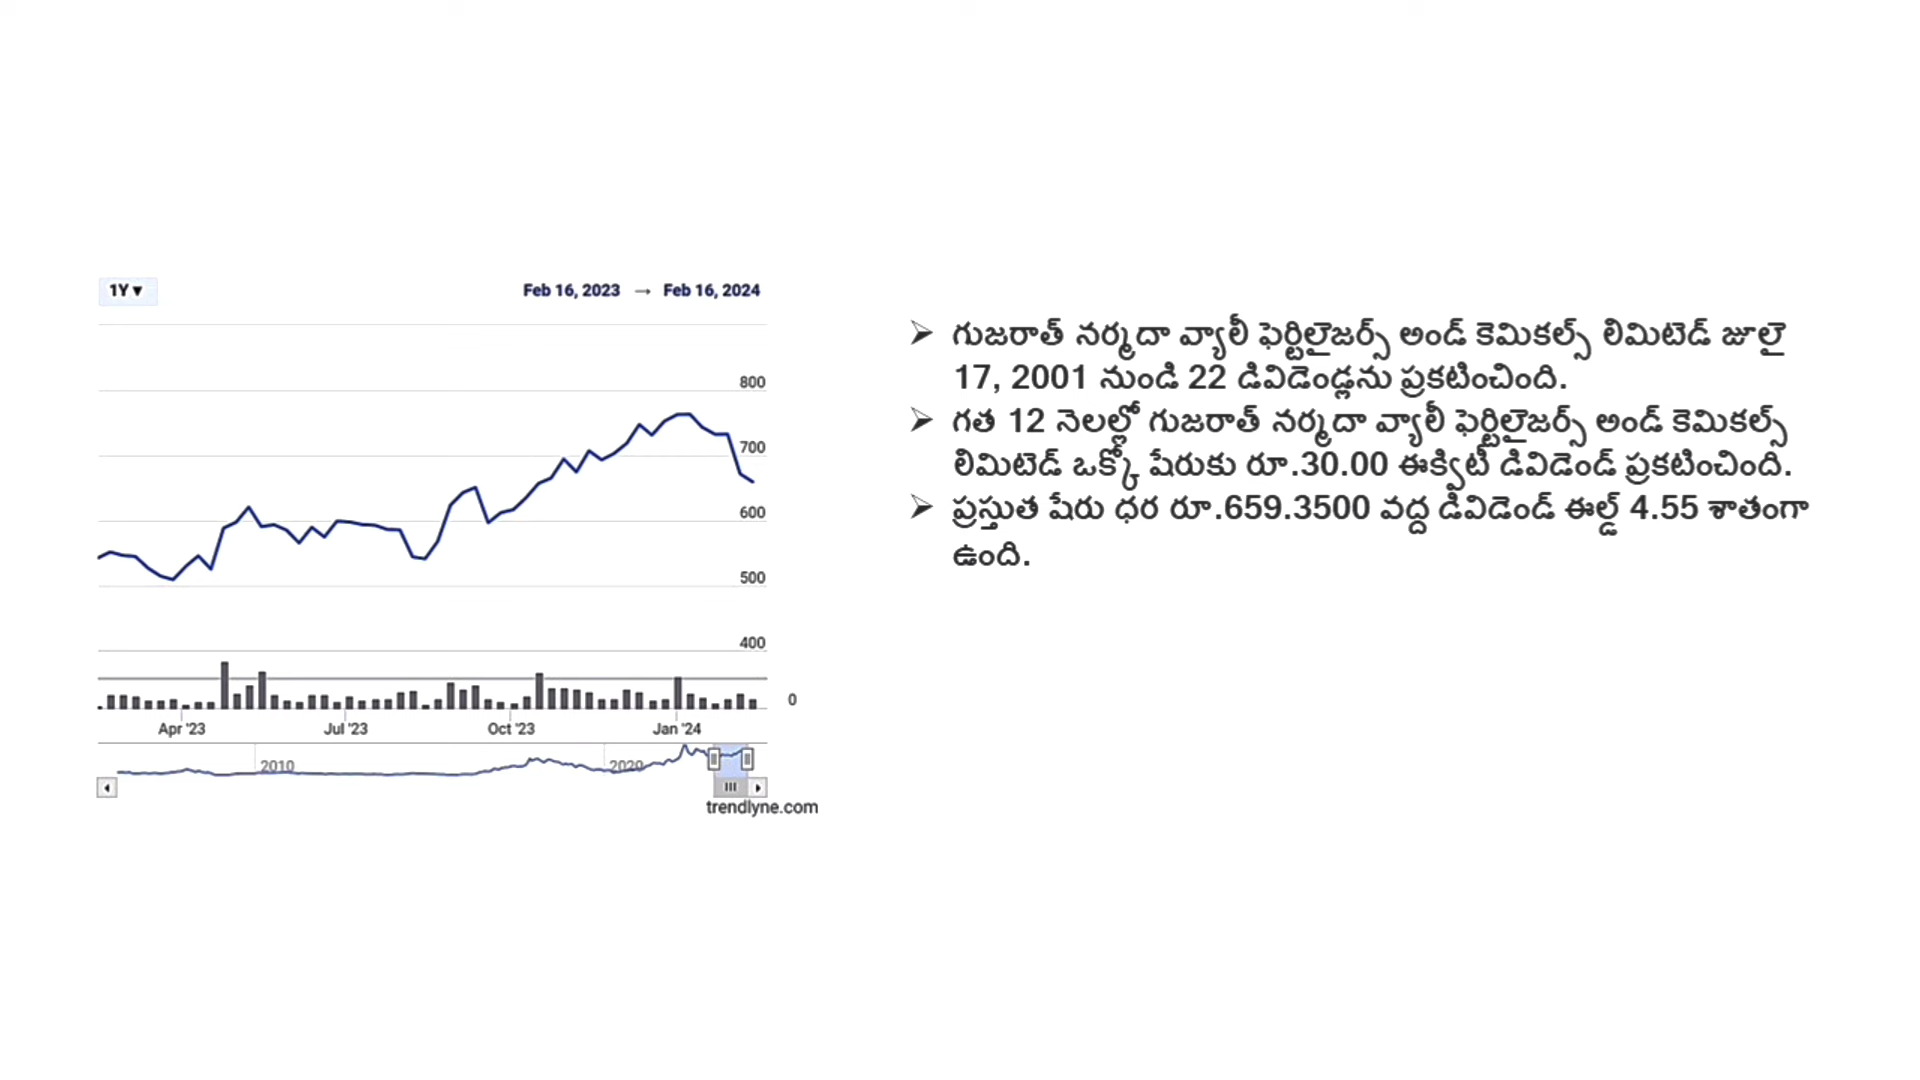 1Y ▾
Feb 16, 2023 → Feb 16, 2024
800
700
600
500
400
0
Apr '23 Jul '23 Oct '23 Jan '24
2010 2020
trendlyne.com
➢ గుజరాత్ నర్మదా వ్యాలీ ఫెర్టిలైజర్స్ అండ్ కెమికల్స్ లిమిటెడ్ జూలై
17, 2001 నుండి 22 డివిడెండ్లను ప్రకటించింది.
➢ గత 12 నెలల్లో గుజరాత్ నర్మదా వ్యాలీ ఫెర్టిలైజర్స్ అండ్ కెమికల్స్
లిమిటెడ్ ఒక్కో షేరుకు రూ.30.00 ఈక్విటీ డివిడెండ్ ప్రకటించింది.
➢ ప్రస్తుత షేరు ధర రూ.659.3500 వద్ద డివిడెండ్ ఈల్డ్ 4.55 శాతంగా
ఉంది.